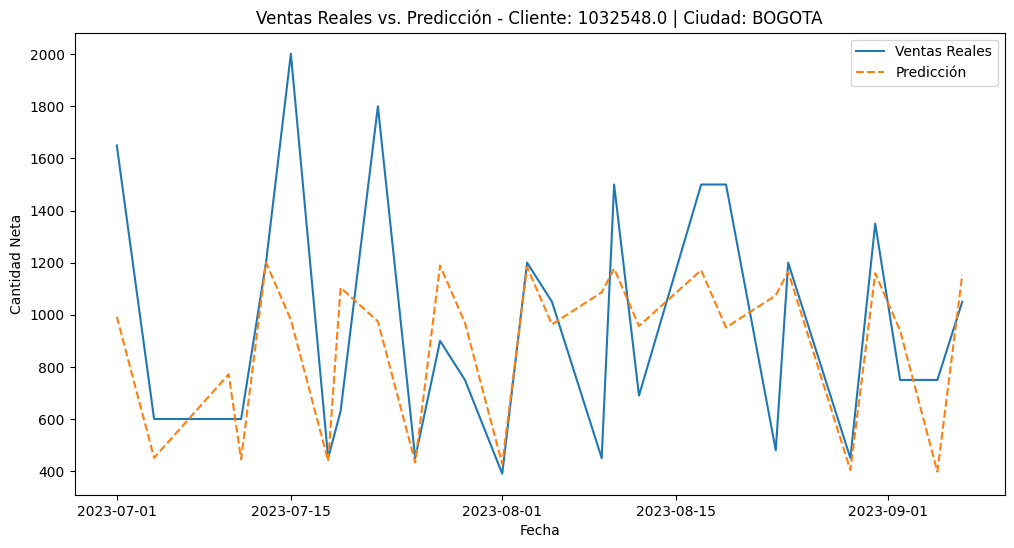 Ventas Reales vs. Predicción - Cliente: 1032548.0 | Ciudad: BOGOTA
Ventas Reales
Predicción
Cantidad Neta
2000
1800
1600
1400
1200
1000
800
600
400
2023-07-01
2023-07-15
2023-08-01
2023-08-15
2023-09-01
Fecha